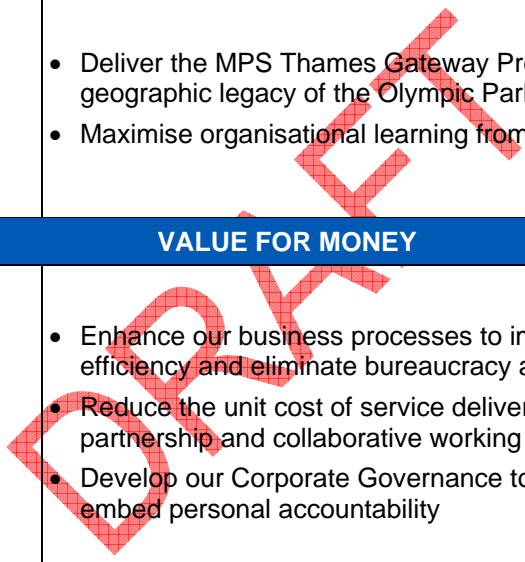 • Deliver the MPS Thames Gateway Pr
geographic legacy of the Olympic Par
• Maximise organisational learning from
VALUE FOR MONEY
• Enhance our business processes to
efficiency and eliminate bureaucracy a
• Reduce the unit cost of service deliver
partnership and collaborative working
• Develop our Corporate Governance to
embed personal accountability
DRAFT